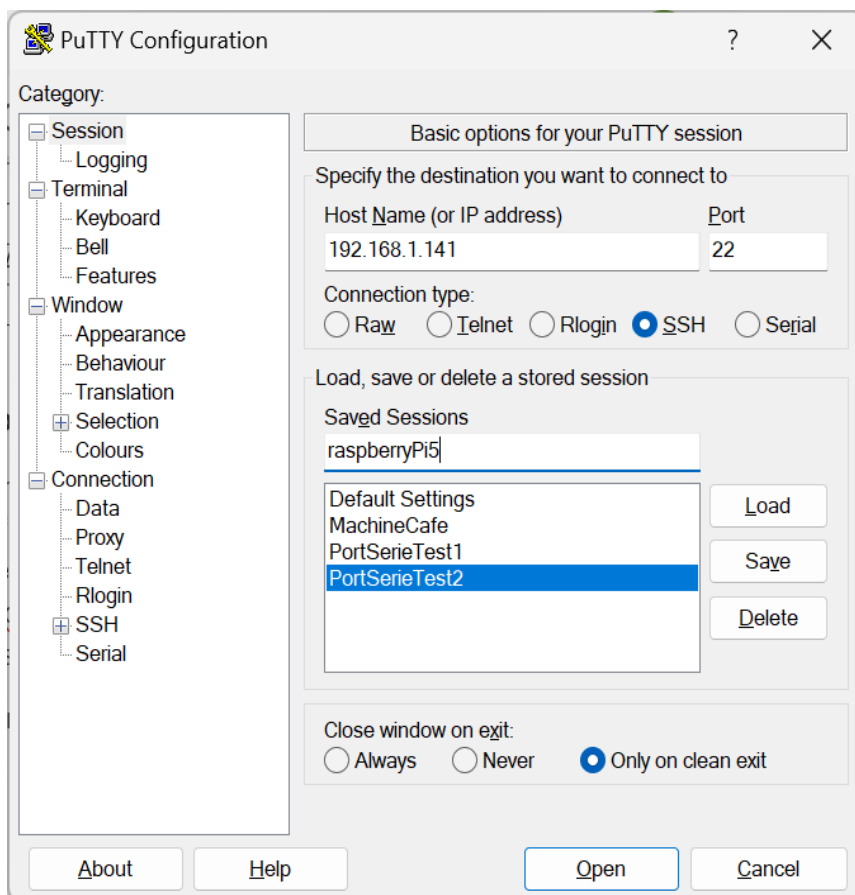 PuTTY Configuration
?
Category:
Session
Logging
Terminal
Keyboard
Bell
Features
Window
Appearance
Behaviour
Translation
Selection
Colours
Connection
Data
Proxy
Telnet
Rlogin
SSH
Serial
Basic options for your PuTTY session
Specify the destination you want to connect to
Host Name (or IP address) Port
192.168.1.141 22
Connection type:
Raw Telnet Rlogin SSH Serial
Load, save or delete a stored session
Saved Sessions
raspberryPi5
Default Settings
MachineCafe
PortSerieTest1
PortSerieTest2
Load
Save
Delete
Close window on exit:
Always Never Only on clean exit
About Help Open Cancel